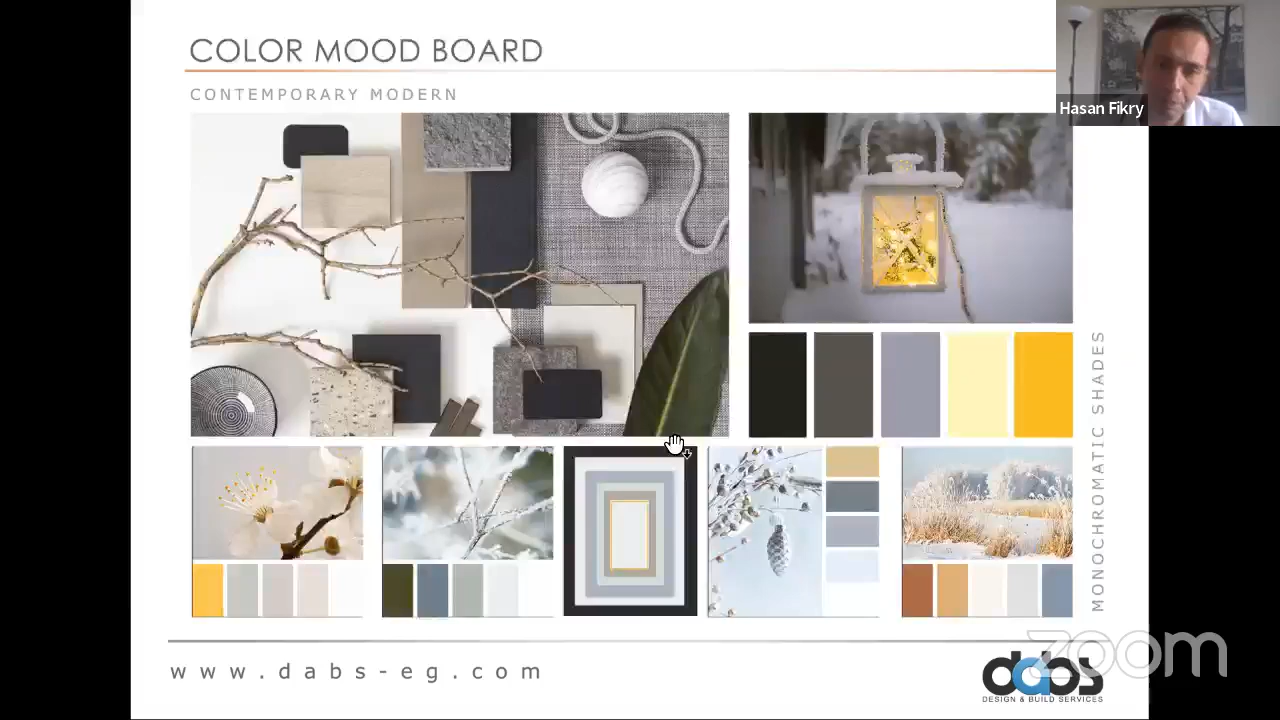 COLOR MOOD BOARD
CONTEMPORARY MODERN
Hasan Fikry
MONOCHROMATIC SHADES
www.dabs-eg.com
zoom
dabs
DESIGN & BUILD SERVICES